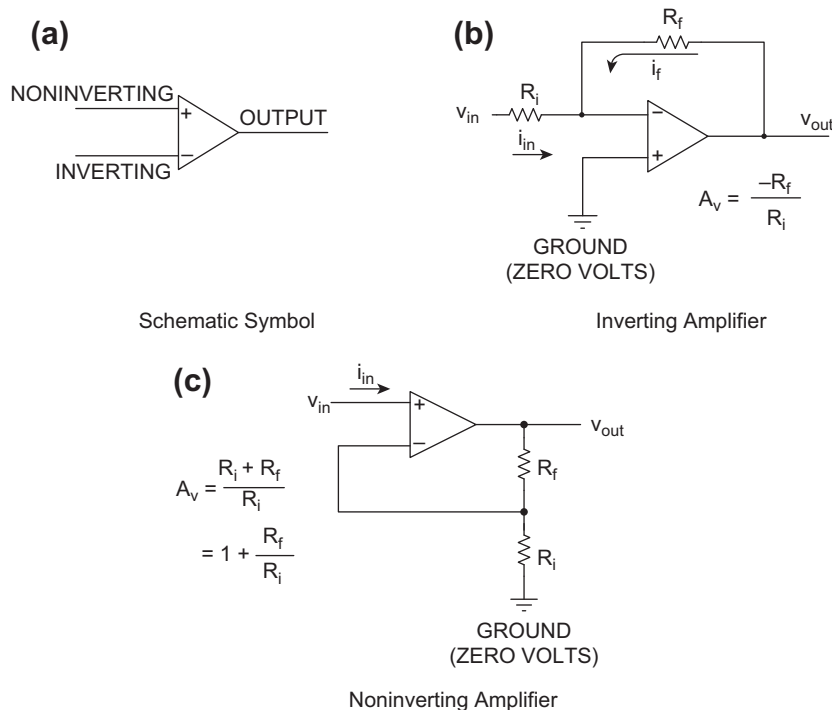 (a)
NONINVERTING
+
OUTPUT
−
INVERTING
Schematic Symbol
(b)
R_f
i_f
R_i
v_in
i_in
−
+
v_out
A_v = –R_f
R_i
GROUND
(ZERO VOLTS)
Inverting Amplifier
(c)
i_in
v_in
+
−
v_out
R_f
R_i
A_v = R_i + R_f
R_i
= 1 + R_f
R_i
GROUND
(ZERO VOLTS)
Noninverting Amplifier